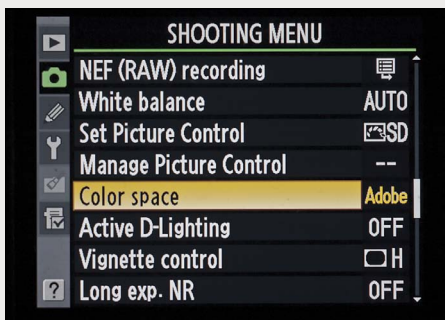 SHOOTING MENU
NEF (RAW) recording
White balance AUTO
Set Picture Control SD
Manage Picture Control --
Color space Adobe
Active D-Lighting OFF
Vignette control H
Long exp. NR OFF
?